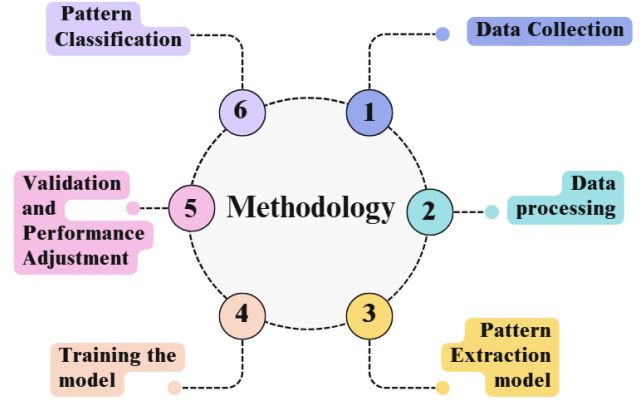 Pattern
Classification
6
1
Data Collection
Validation
and
Performance
Adjustment
5
Methodology
2
Data
processing
4
3
Training the
model
Pattern
Extraction
model